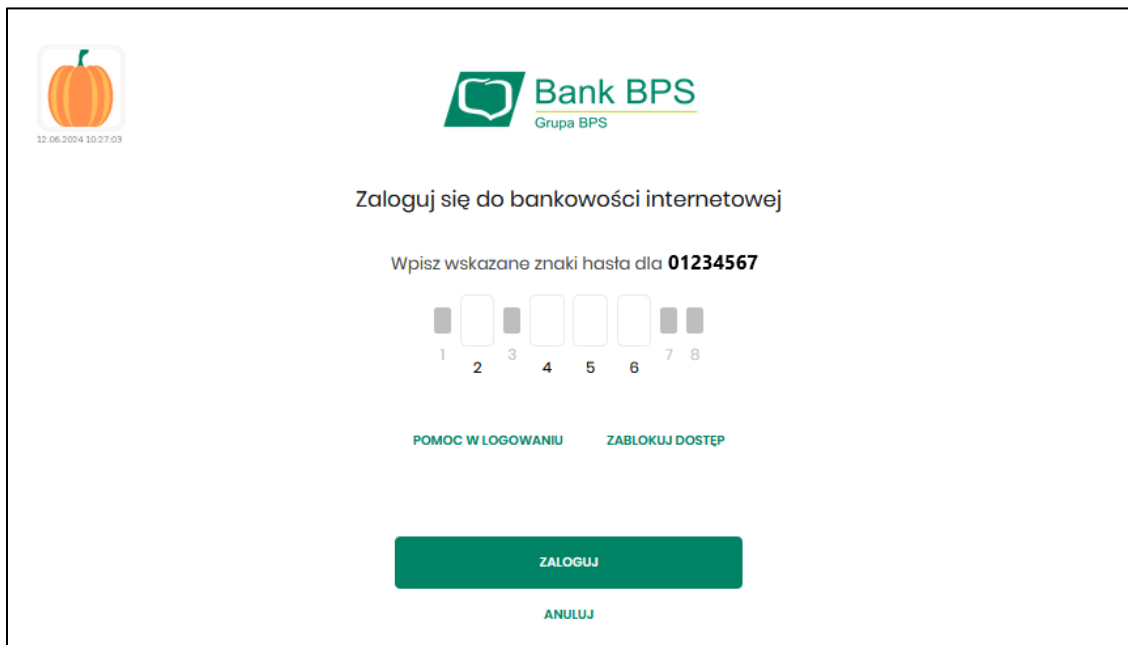 12.06.2024 10:27:03
Bank BPS
Grupa BPS
Zaloguj się do bankowości internetowej
Wpisz wskazane znaki hasła dla 01234567
1 2 3 4 5 6 7 8
POMOC W LOGOWANIU ZABLOKUJ DOSTĘP
ZALOGUJ
ANULUJ